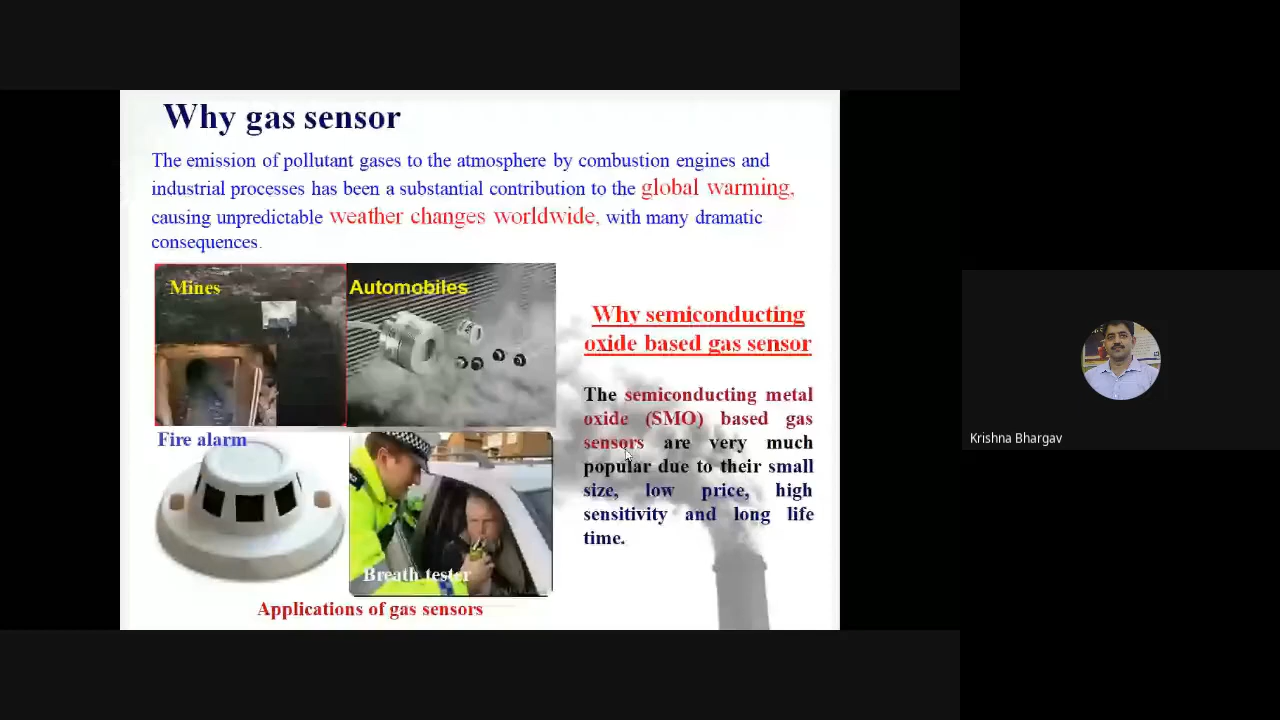 Why gas sensor
The emission of pollutant gases to the atmosphere by combustion engines and
industrial processes has been a substantial contribution to the global warming,
causing unpredictable weather changes worldwide, with many dramatic
consequences.
Mines
Automobiles
Fire alarm
Breath tester
Applications of gas sensors
Why semiconducting
oxide based gas sensor
The semiconducting metal
oxide (SMO) based gas
sensors are very much
popular due to their small
size, low price, high
sensitivity and long life
time.
Krishna Bhargav